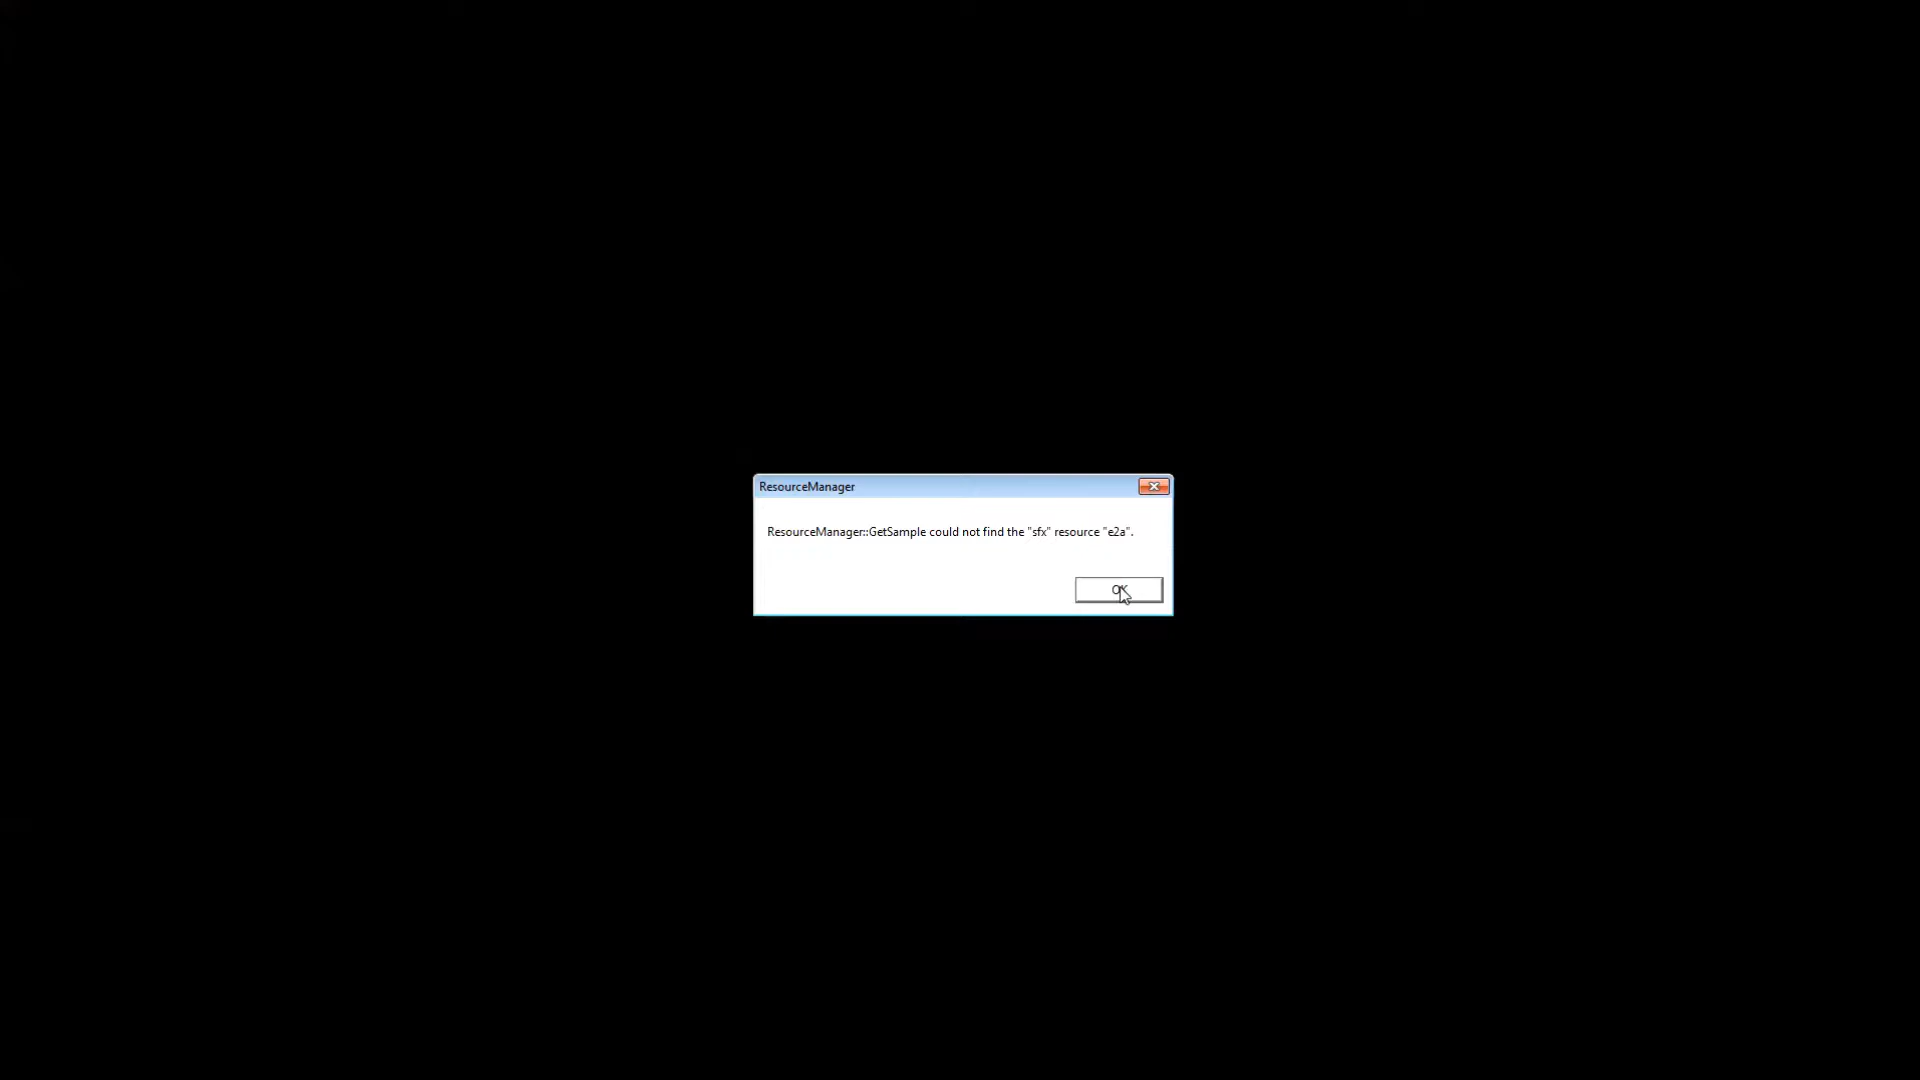 ResourceManager
ResourceManager::GetSample could not find the "sfx" resource "e2a".
OK